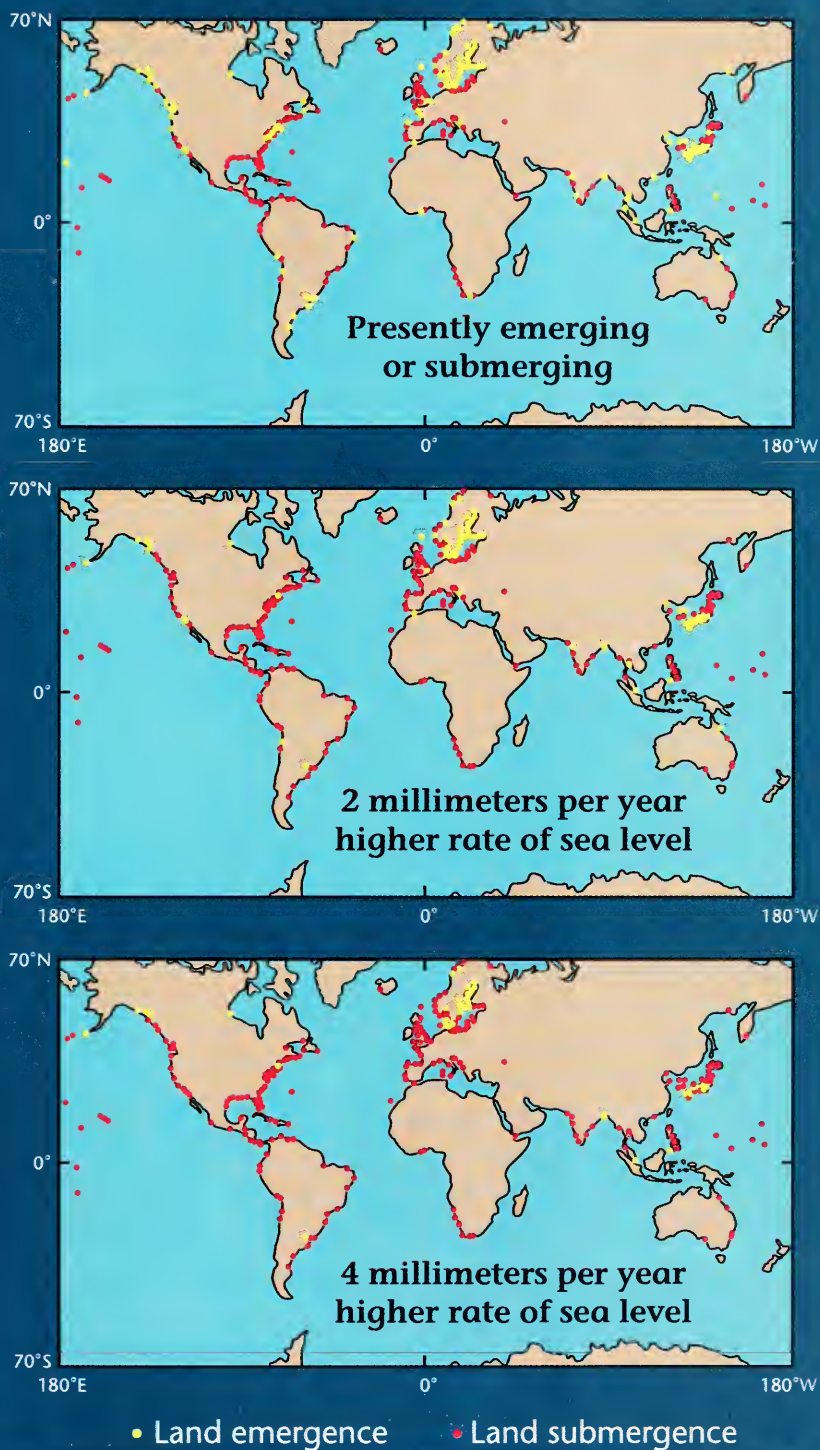 70°N
0°
Presently emerging
or submerging
70°S
180°E 0° 180°W
70°N
0°
2 millimeters per year
higher rate of sea level
70°S
180°E 0° 180°W
70°N
0°
4 millimeters per year
higher rate of sea level
70°S
180°E 0° 180°W
Land emergence Land submergence